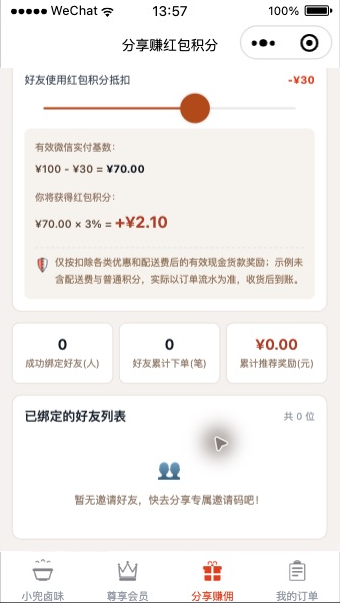 WeChat 13:57 100%
分享赚红包积分
好友使用红包积分抵扣 -¥30
有效微信实付基数：
¥100 - ¥30 = ¥70.00
你将获得红包积分：
¥70.00 × 3% = +¥2.10
仅按扣除各类优惠和配送费后的有效现金货款奖励；示例未
含配送费与普通积分，实际以订单流水为准，收货后到账。
0 0 ¥0.00
成功绑定好友(人) 好友累计下单(笔) 累计推荐奖励(元)
已绑定的好友列表 共 0 位
暂无邀请好友，快去分享专属邀请码吧！
小兜卤味 尊享会员 分享赚佣 我的订单